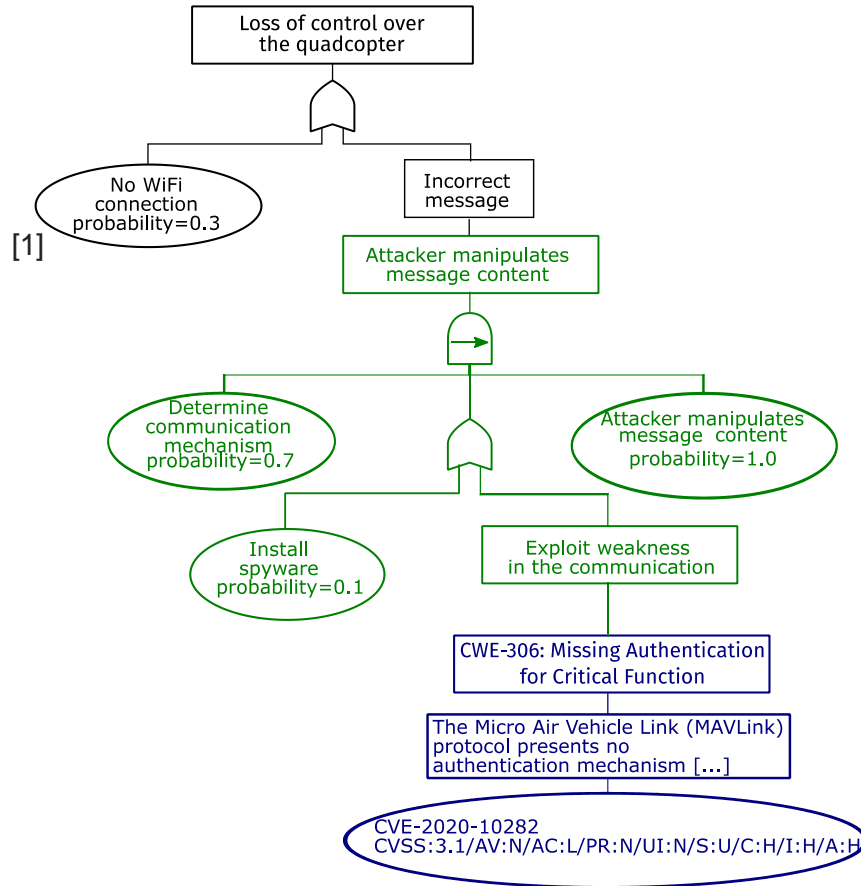 Loss of control over
the quadcopter
No WiFi
connection
probability=0.3
[1]
Incorrect
message
Attacker manipulates
message content
Determine
communication
mechanism
probability=0.7
Attacker manipulates
message content
probability=1.0
Install
spyware
probability=0.1
Exploit weakness
in the communication
CWE-306: Missing Authentication
for Critical Function
The Micro Air Vehicle Link (MAVLink)
protocol presents no
authentication mechanism [...]
CVE-2020-10282
CVSS:3.1/AV:N/AC:L/PR:N/UI:N/S:U/C:H/I:H/A:H